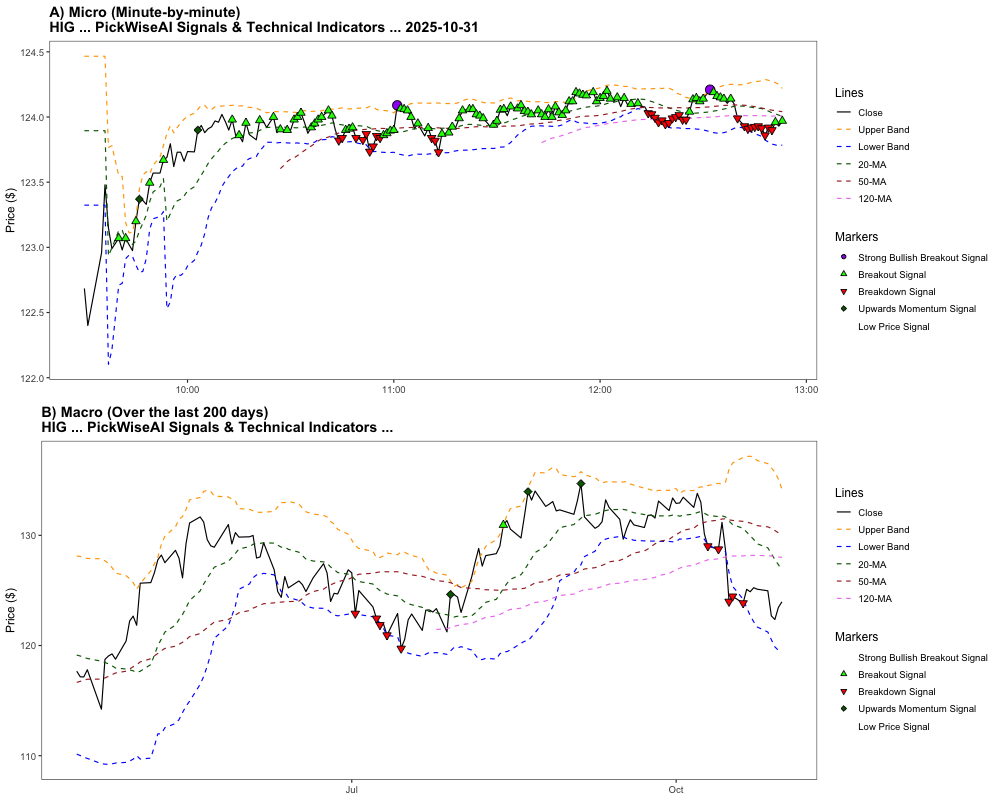 A) Micro (Minute-by-minute)
HIG ... PickWiseAI Signals & Technical Indicators ... 2025-10-31
Price ($)
124.5
124.0
123.5
123.0
122.5
122.0
10:00
11:00
12:00
13:00
Lines
Close
Upper Band
Lower Band
20-MA
50-MA
120-MA
Markers
Strong Bullish Breakout Signal
Breakout Signal
Breakdown Signal
Upwards Momentum Signal
Low Price Signal
B) Macro (Over the last 200 days)
HIG ... PickWiseAI Signals & Technical Indicators ...
Price ($)
130
120
110
Jul
Oct
Lines
Close
Upper Band
Lower Band
20-MA
50-MA
120-MA
Markers
Strong Bullish Breakout Signal
Breakout Signal
Breakdown Signal
Upwards Momentum Signal
Low Price Signal